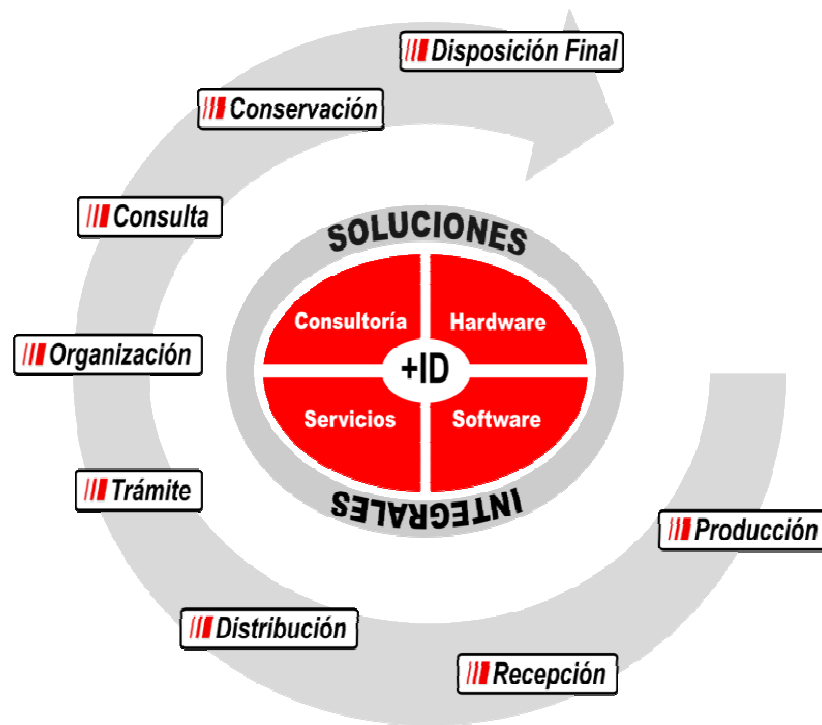 Disposición Final
Conservación
Consulta
SOLUCIONES
Consultoría
Hardware
Organización
+ID
Servicios
Software
Trámite
INTEGRALES
Producción
Distribución
Recepción